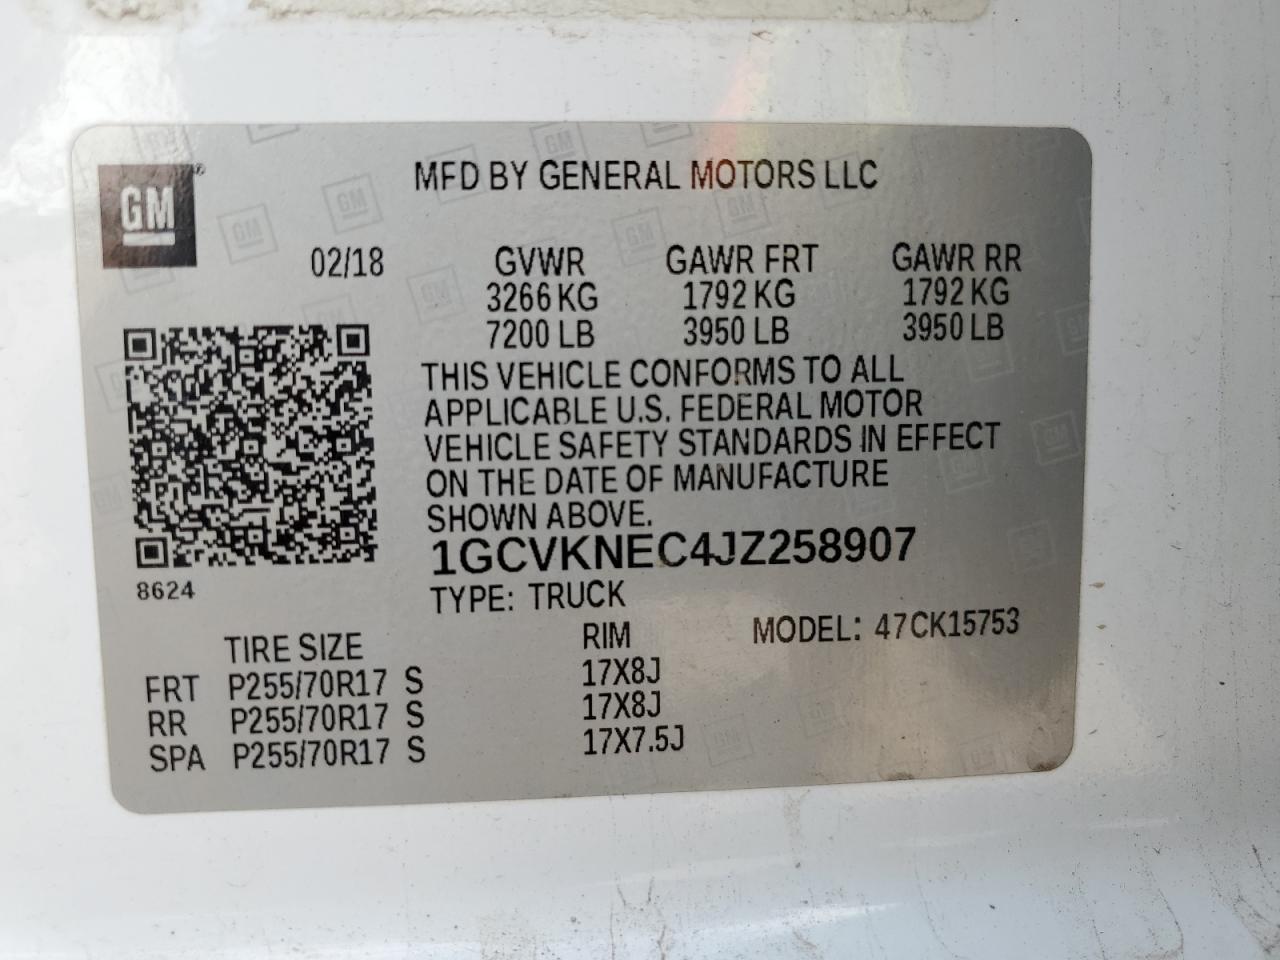 GM
MFD BY GENERAL MOTORS LLC
02/18 GVWR GAWR FRT GAWR RR
3266 KG 1792 KG 1792 KG
7200 LB 3950 LB 3950 LB
THIS VEHICLE CONFORMS TO ALL
APPLICABLE U.S. FEDERAL MOTOR
VEHICLE SAFETY STANDARDS IN EFFECT
ON THE DATE OF MANUFACTURE
SHOWN ABOVE.
1GCVKNEC4JZ258907
8624
TYPE: TRUCK
TIRE SIZE RIM MODEL: 47CK15753
FRT P255/70R17 S 17X8J
RR P255/70R17 S 17X8J
SPA P255/70R17 S 17X7.5J